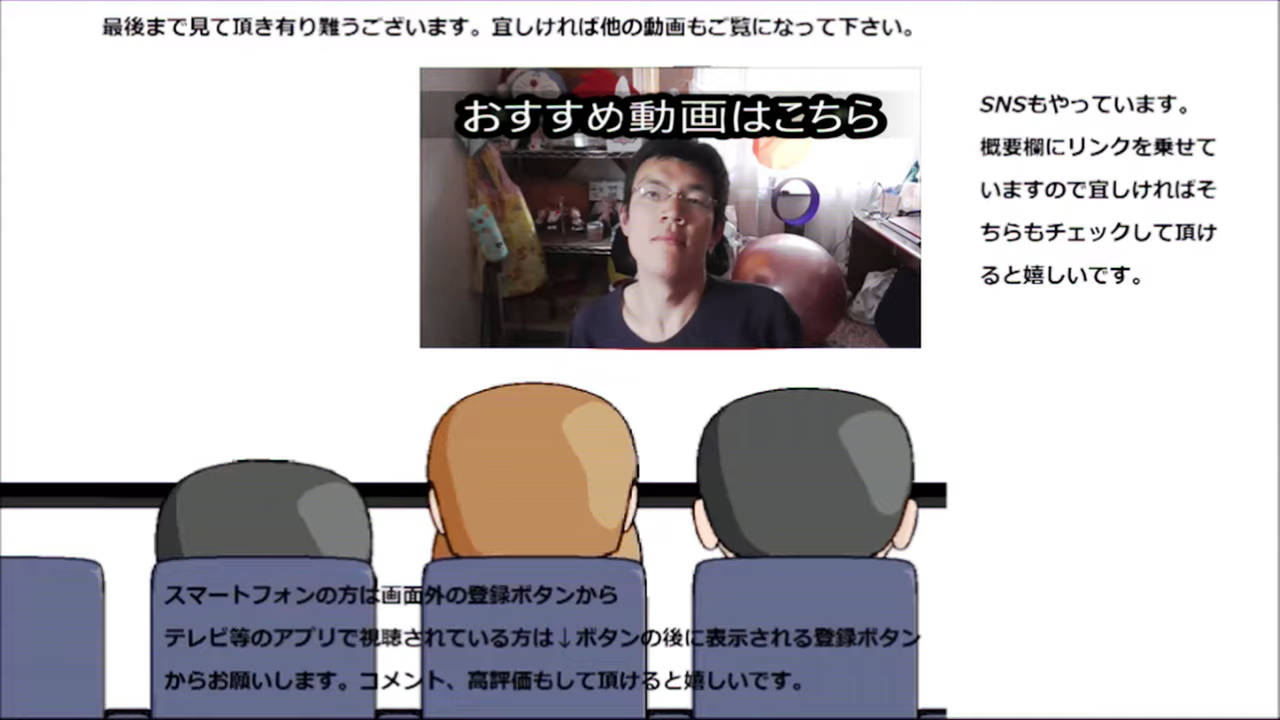 最後まで見て頂き有り難うございます。宜しければ他の動画もご覧になって下さい。
おすすめ動画はこちら
SNSもやっています。
概要欄にリンクを乗せて
いますので宜しければそ
ちらもチェックして頂け
ると嬉しいです。
スマートフォンの方は画面外の登録ボタンから
テレビ等のアプリで視聴されている方は↓ボタンの後に表示される登録ボタン
からお願いします。コメント、高評価もして頂けると嬉しいです。